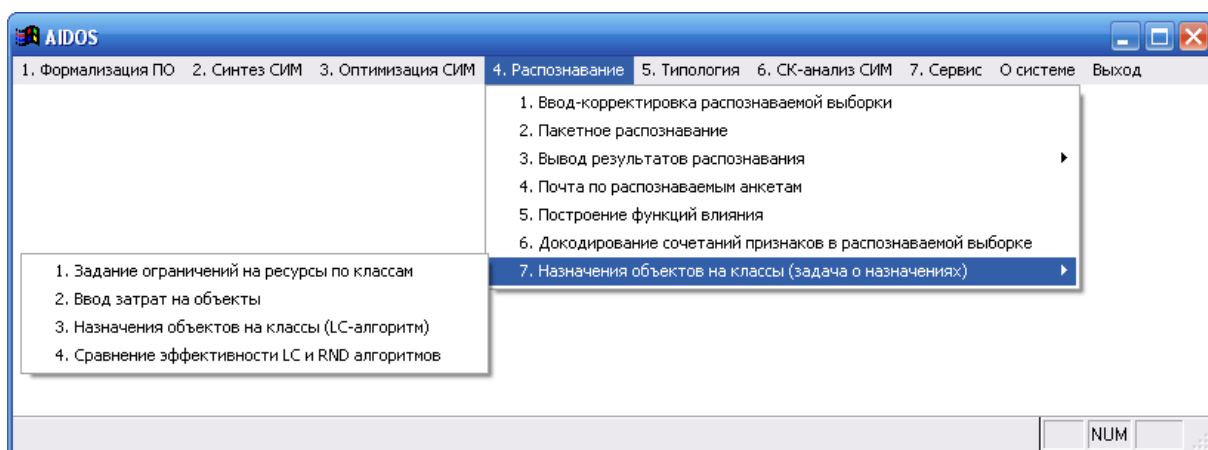 AIDOS
1. Формализация ПО 2. Синтез СИМ 3. Оптимизация СИМ 4. Распознавание 5. Типология 6. СК-анализ СИМ 7. Сервис О системе Выход
1. Ввод-корректировка распознаваемой выборки
2. Пакетное распознавание
3. Вывод результатов распознавания
4. Почта по распознаваемым анкетам
5. Построение функций влияния
6. Докодирование сочетаний признаков в распознаваемой выборке
7. Назначения объектов на классы (задача о назначениях)
1. Задание ограничений на ресурсы по классам
2. Ввод затрат на объекты
3. Назначения объектов на классы (LC-алгоритм)
4. Сравнение эффективности LC и RND алгоритмов
NUM